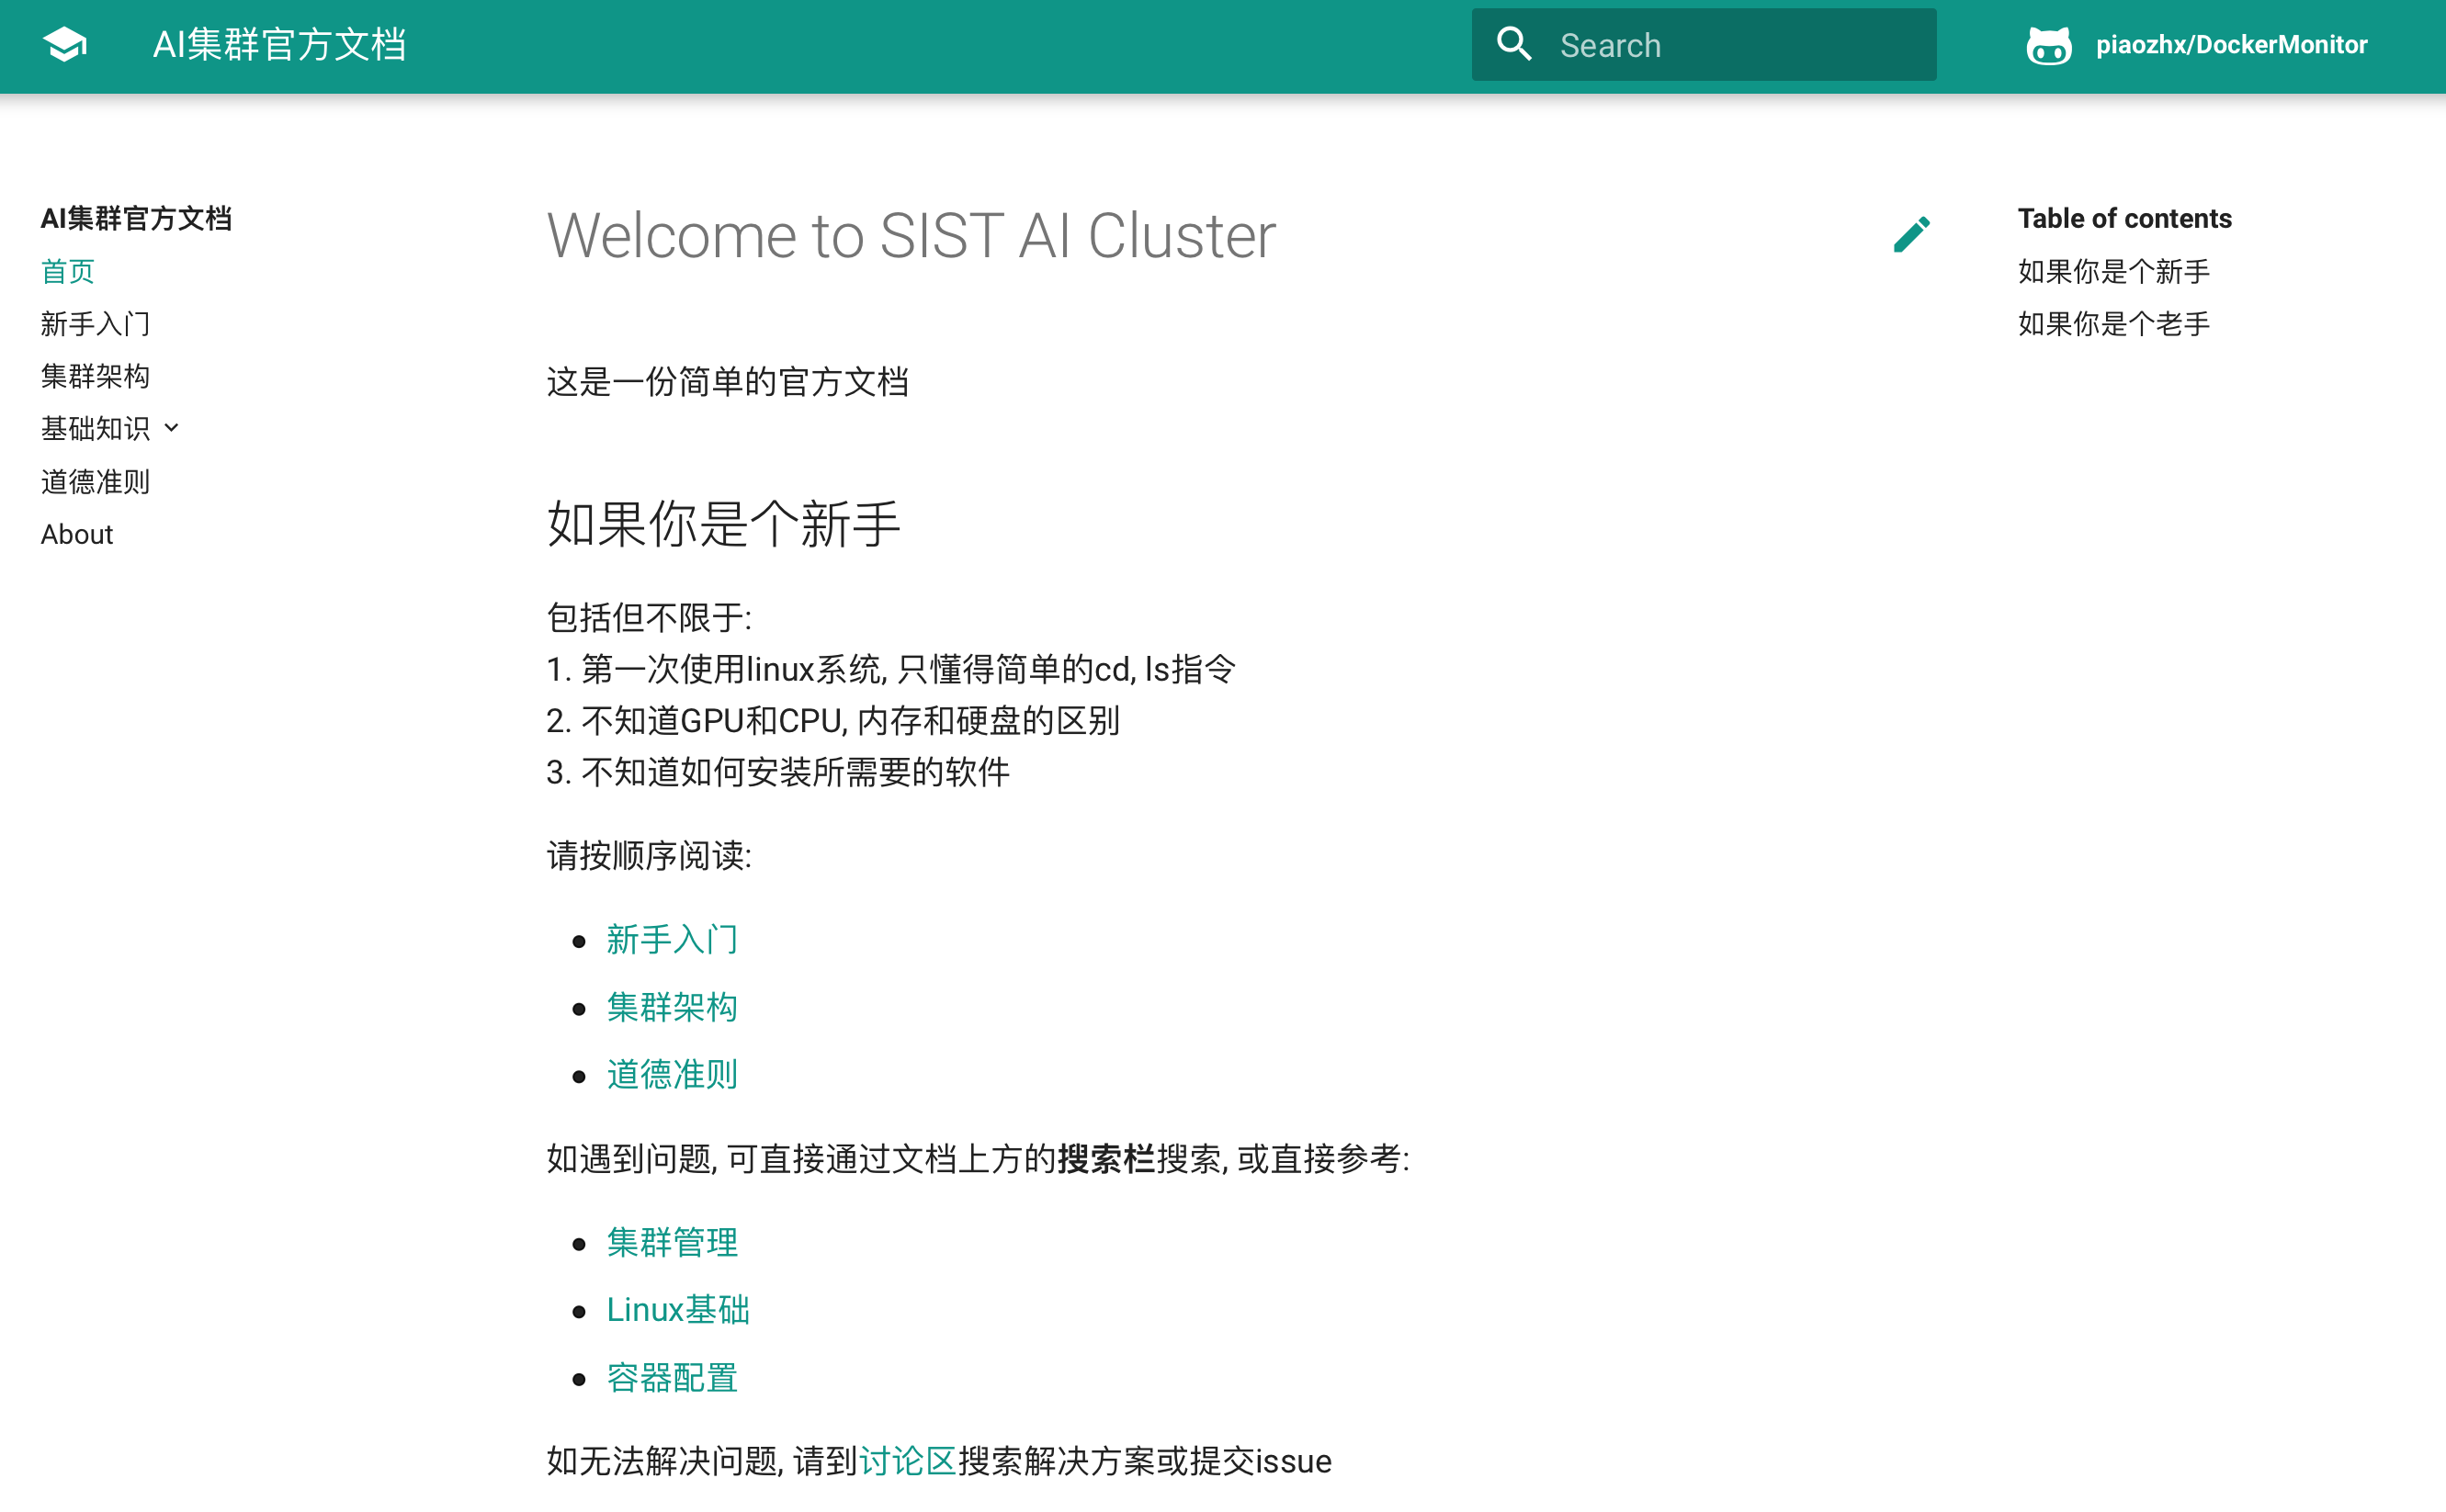 AI集群官方文档
Search
piaozhx/DockerMonitor
AI集群官方文档
首页
新手入门
集群架构
基础知识
道德准则
About
Welcome to SIST AI Cluster
这是一份简单的官方文档
如果你是个新手
包括但不限于:
1. 第一次使用linux系统, 只懂得简单的cd, ls指令
2. 不知道GPU和CPU, 内存和硬盘的区别
3. 不知道如何安装所需要的软件
请按顺序阅读:
新手入门
集群架构
道德准则
如遇到问题, 可直接通过文档上方的搜索栏搜索, 或直接参考:
集群管理
Linux基础
容器配置
如无法解决问题, 请到讨论区搜索解决方案或提交issue
Table of contents
如果你是个新手
如果你是个老手